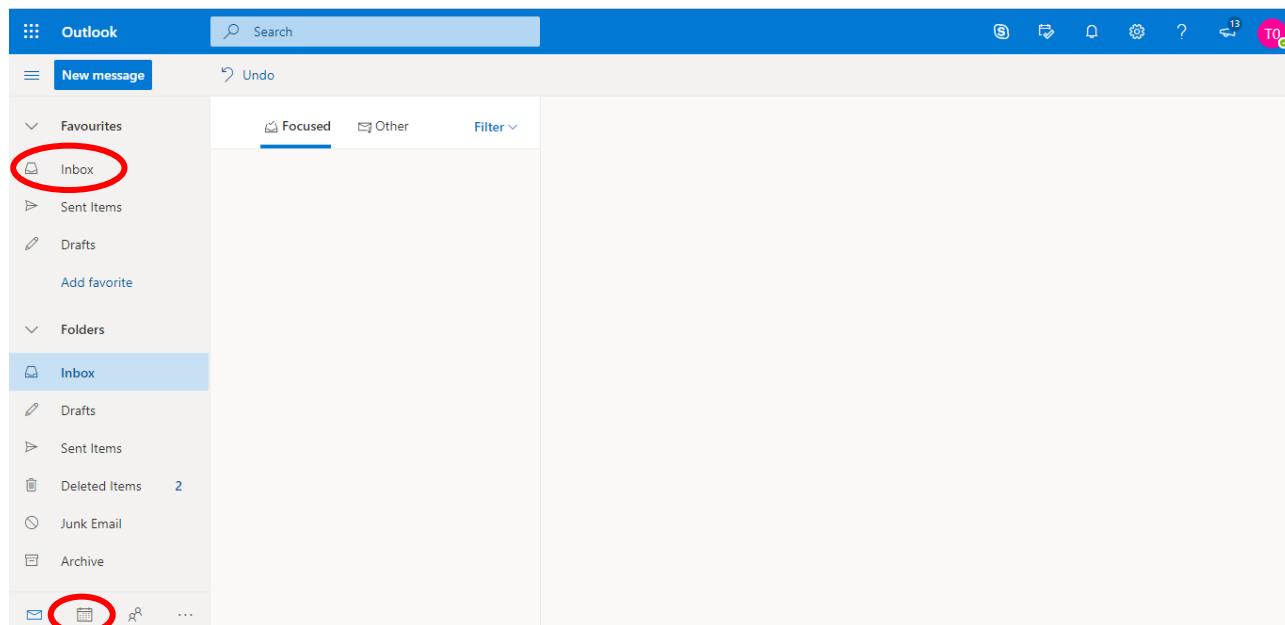 Outlook
Search
13
T0
New message
Undo
Favourites
Focused
Other
Filter
Inbox
Sent Items
Drafts
Add favorite
Folders
Inbox
Drafts
Sent Items
Deleted Items 2
Junk Email
Archive